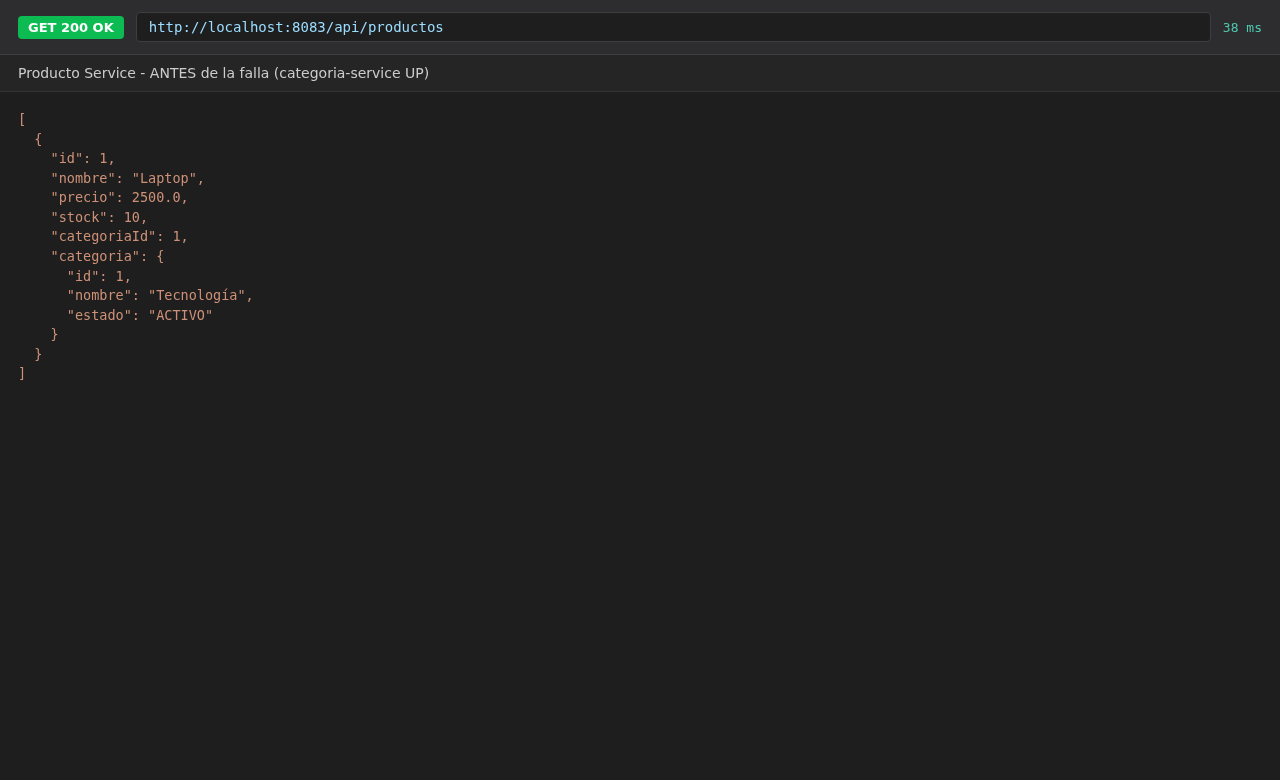 GET 200 OK http://localhost:8083/api/productos 38 ms
Producto Service - ANTES de la falla (categoria-service UP)
[
  {
    "id": 1,
    "nombre": "Laptop",
    "precio": 2500.0,
    "stock": 10,
    "categoriaId": 1,
    "categoria": {
      "id": 1,
      "nombre": "Tecnología",
      "estado": "ACTIVO"
    }
  }
]